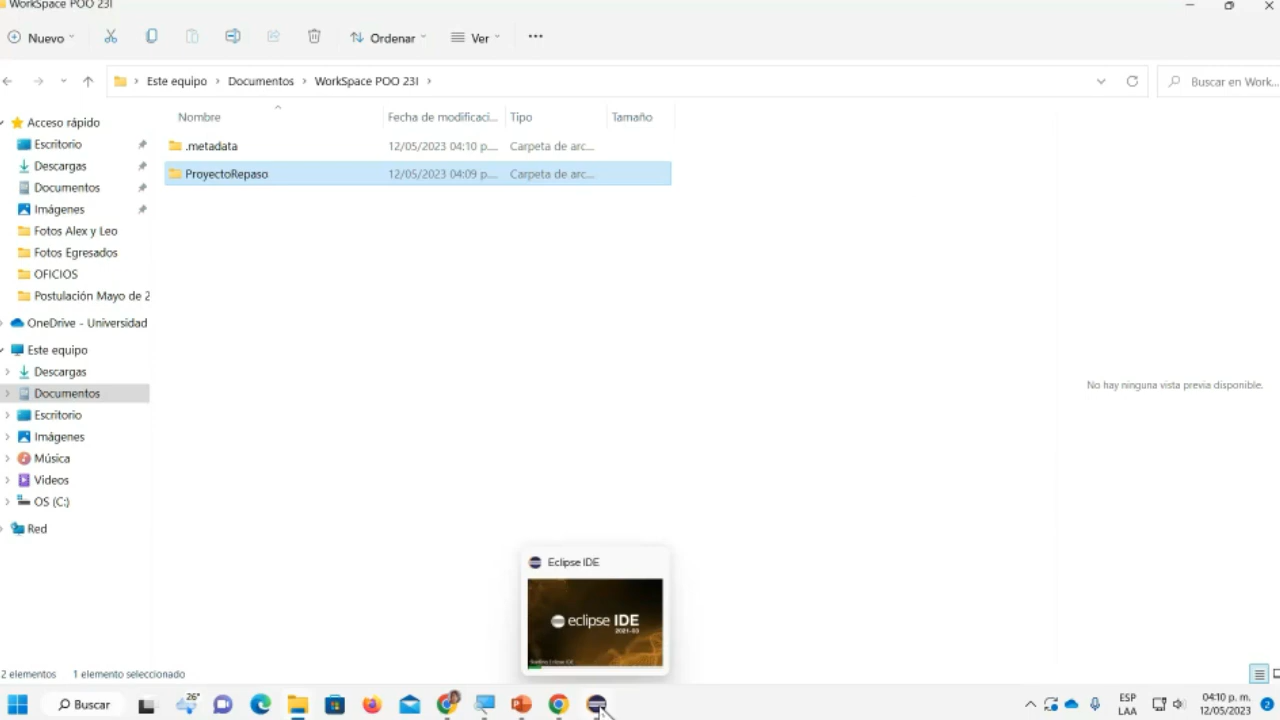 WorkSpace POO 23I
Nuevo
Ordenar
Ver
Este equipo
Documentos
WorkSpace POO 23I
Buscar en Work...
Nombre
Fecha de modificaci...
Tipo
Tamaño
.metadata
12/05/2023 04:10 p....
Carpeta de arc...
ProyectoRepaso
12/05/2023 04:09 p....
Carpeta de arc...
Acceso rápido
Escritorio
Descargas
Documentos
Imágenes
Fotos Alex y Leo
Fotos Egresados
OFICIOS
Postulación Mayo de 2
OneDrive - Universidad
Este equipo
Descargas
Documentos
Escritorio
Imágenes
Música
Videos
OS (C:)
Red
No hay ninguna vista previa disponible.
Eclipse IDE
eclipse IDE
2021-03
2 elementos
1 elemento seleccionado
26°
Buscar
ESP
LAA
04:10 p. m.
12/05/2023
2